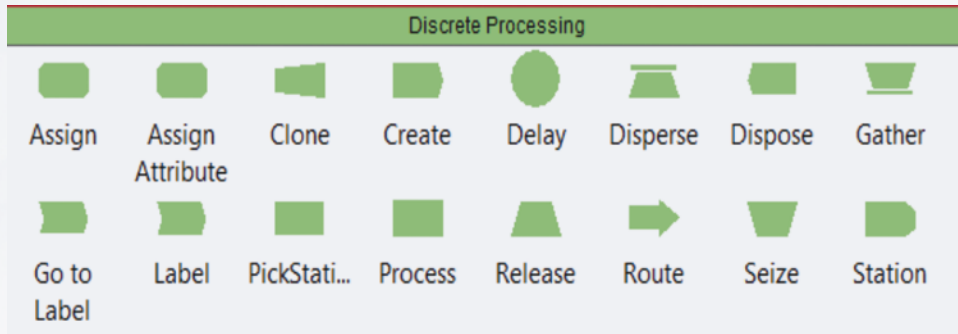 Discrete Processing
Assign Assign Clone Create Delay Disperse Dispose Gather
Attribute
Go to Label PickStati... Process Release Route Seize Station
Label